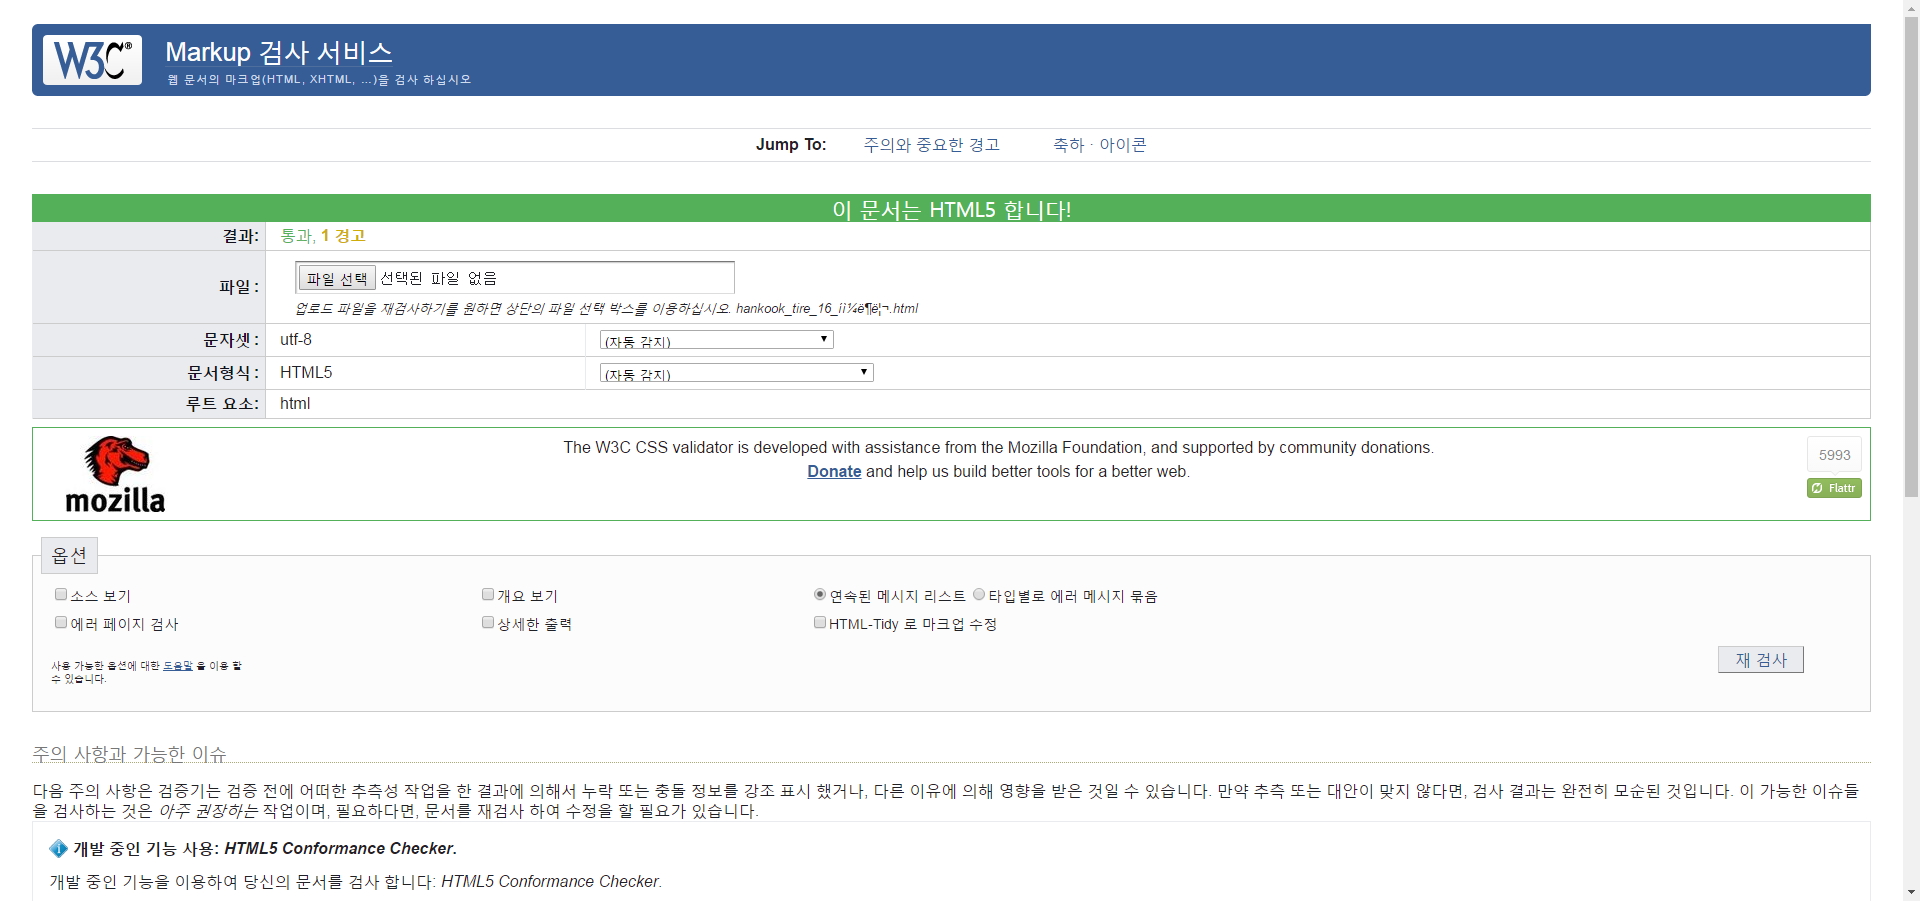 W3C®
Markup 검사 서비스
웹 문서의 마크업(HTML, XHTML, ...)을 검사 하십시오
Jump To: 주의와 중요한 경고 축하 · 아이콘
이 문서는 HTML5 합니다!
결과: 통과, 1 경고
파일 : 파일 선택 선택된 파일 없음
업로드 파일을 재검사하기를 원하면 상단의 파일 선택 박스를 이용하십시오. hankook_tire_16_
문자셋 : utf-8 (자동 감지)
문서형식 : HTML5 (자동 감지)
루트 요소: html
mozilla
The W3C CSS validator is developed with assistance from the Mozilla Foundation, and supported by community donations.
Donate and help us build better tools for a better web.
5993
Flattr
옵션
소스 보기 개요 보기 연속된 메시지 리스트 타입별로 에러 메시지 묶음
에러 페이지 검사 상세한 출력 HTML-Tidy 로 마크업 수정
사용 가능한 옵션에 대한 도움말 을 이용 할
수 있습니다.
재 검사
주의 사항과 가능한 이슈
다음 주의 사항은 검증기는 검증 전에 어떠한 추측성 작업을 한 결과에 의해서 누락 또는 충돌 정보를 강조 표시 했거나, 다른 이유에 의해 영향을 받은 것일 수 있습니다. 만약 추측 또는 대안이 맞지 않다면, 검사 결과는 완전히 모순된 것입니다. 이 가능한 이슈들
을 검사하는 것은 아주 권장하는 작업이며, 필요하다면, 문서를 재검사 하여 수정을 할 필요가 있습니다.
개발 중인 기능 사용: HTML5 Conformance Checker.
개발 중인 기능을 이용하여 당신의 문서를 검사 합니다: HTML5 Conformance Checker.